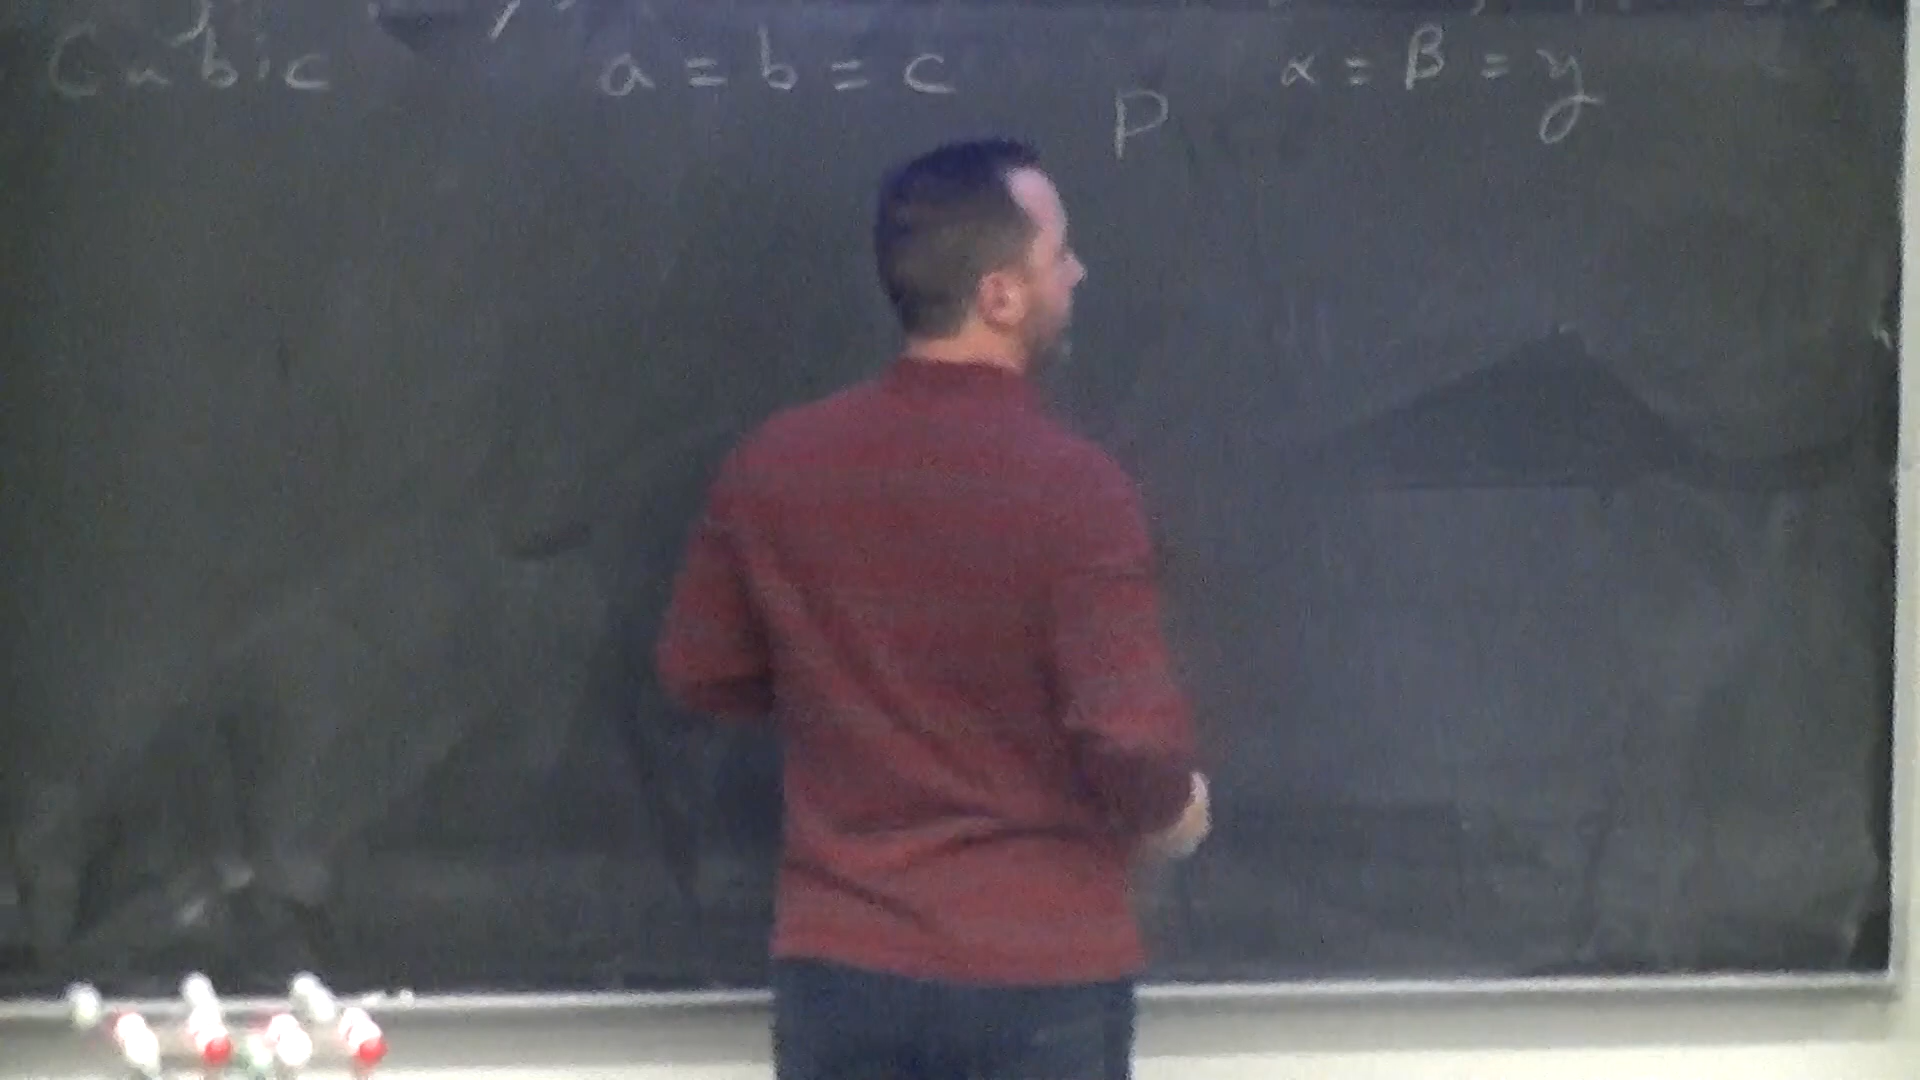 Cubic a = b = c α = β = γ
P